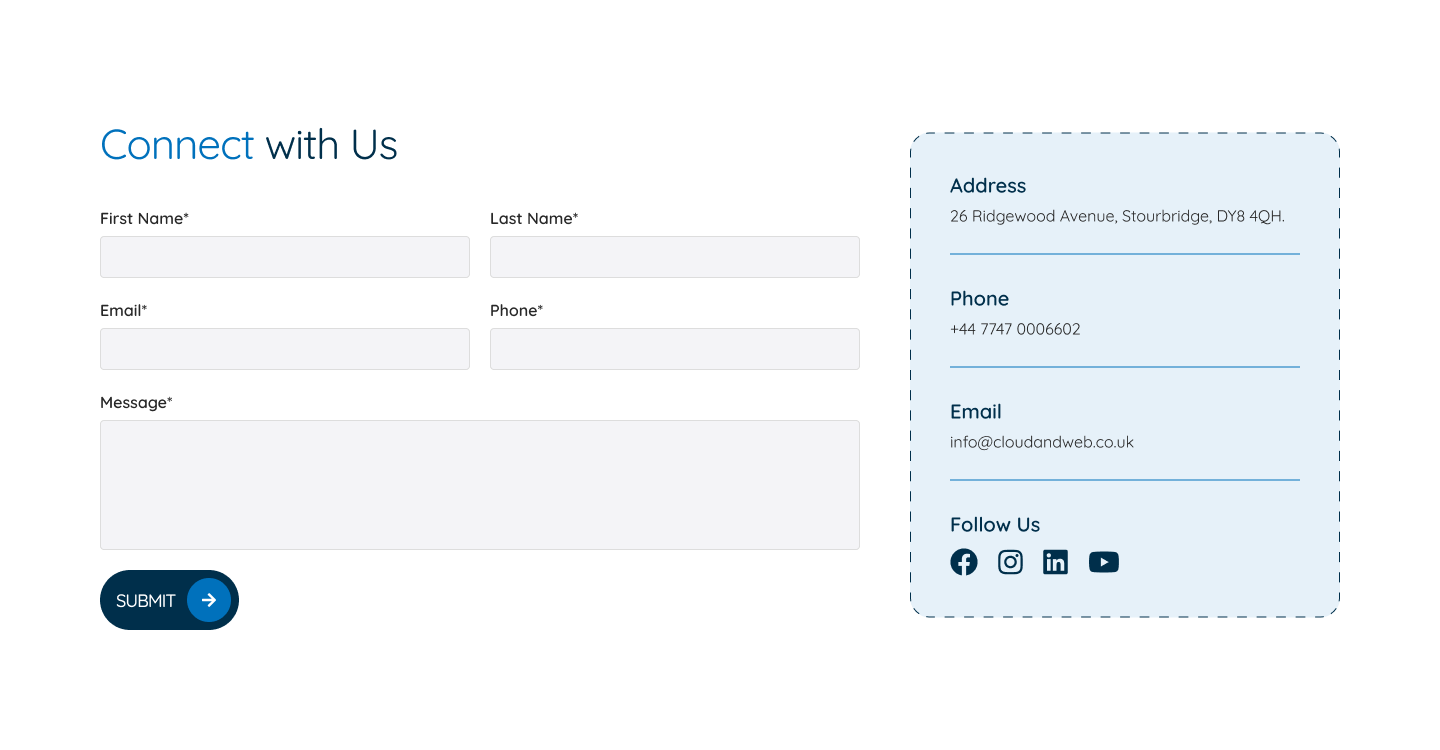 Connect with Us
First Name*
Last Name*
Email*
Phone*
Message*
SUBMIT
Address
26 Ridgewood Avenue, Stourbridge, DY8 4QH.
Phone
+44 7747 0006602
Email
info@cloudandweb.co.uk
Follow Us